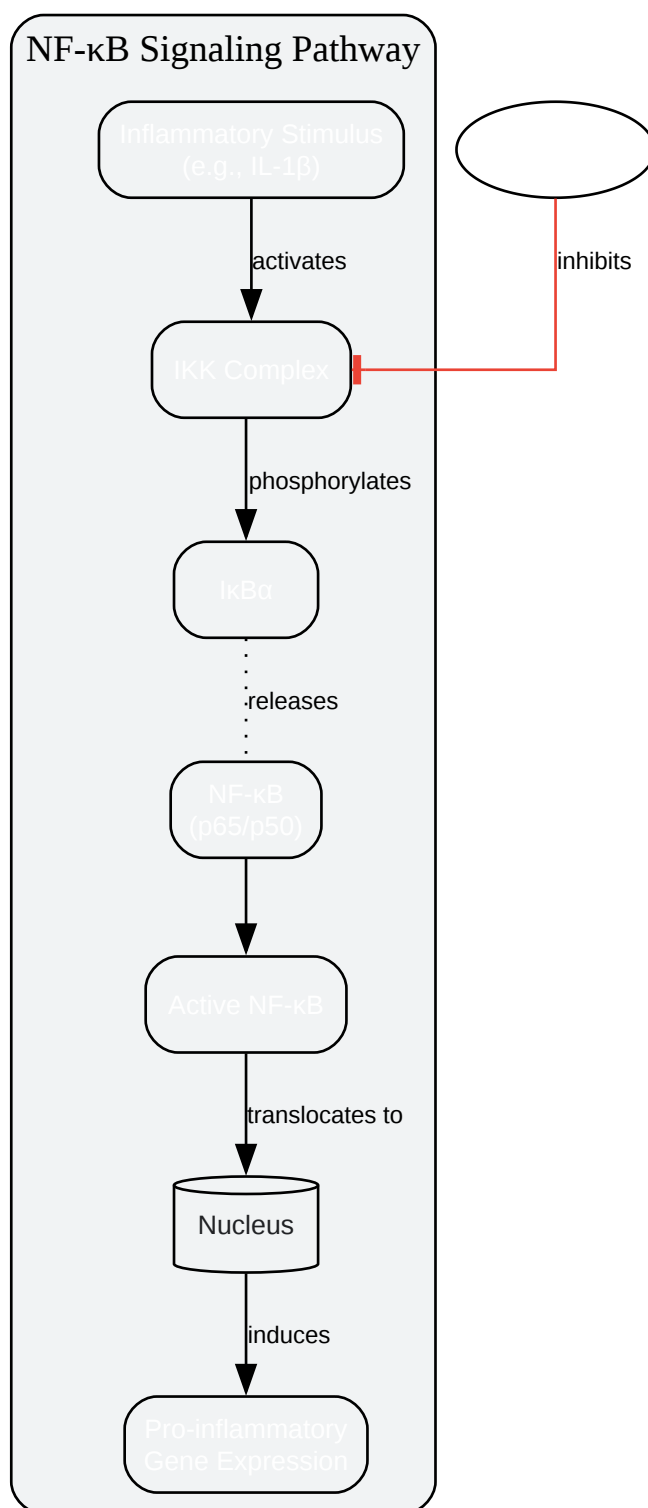 NF-κB Signaling Pathway
Inflammatory Stimulus
(e.g., IL-1β)
activates
inhibits
IKK Complex
phosphorylates
IκBα
releases
NF-κB
(p65/p50)
Active NF-κB
translocates to
Nucleus
induces
Pro-inflammatory
Gene Expression